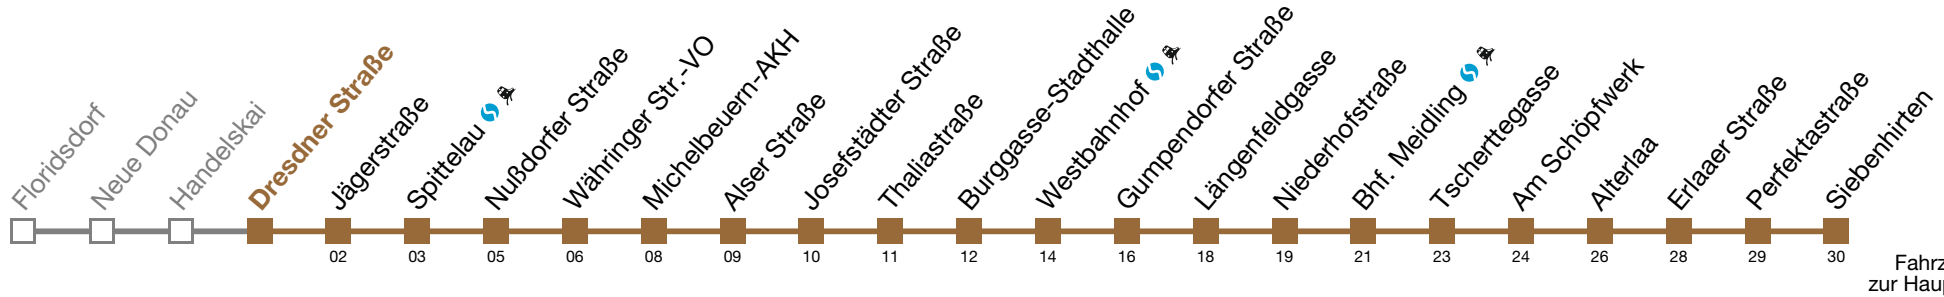 Floridsdorf
Neue Donau
Handelskai
Dresdner Straße
Jägerstraße
Spittelau
Nußdorfer Straße
Währinger Str.-VO
Michelbeuern-AKH
Alser Straße
Josefstädter Straße
Thaliastraße
Burggasse-Stadthalle
Westbahnhof
Gumpendorfer Straße
Längenfeldgasse
Niederhofstraße
Bhf. Meidling
Tscherttegasse
Am Schöpfwerk
Alterlaa
Erlaaer Straße
Perfektastraße
Siebenhirten
02 03 05 06 08 09 10 11 12 14 16 18 19 21 23 24 26 28 29 30
Fahrz
zur Haup